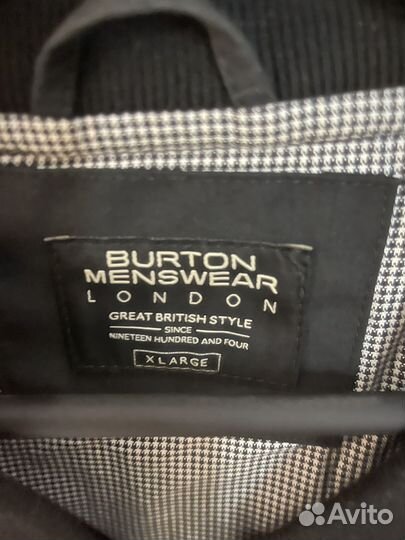 BURTON
MENSWEAR
LONDON
GREAT BRITISH STYLE
SINCE
NINETEEN HUNDRED AND FOUR
XLARGE
Avito